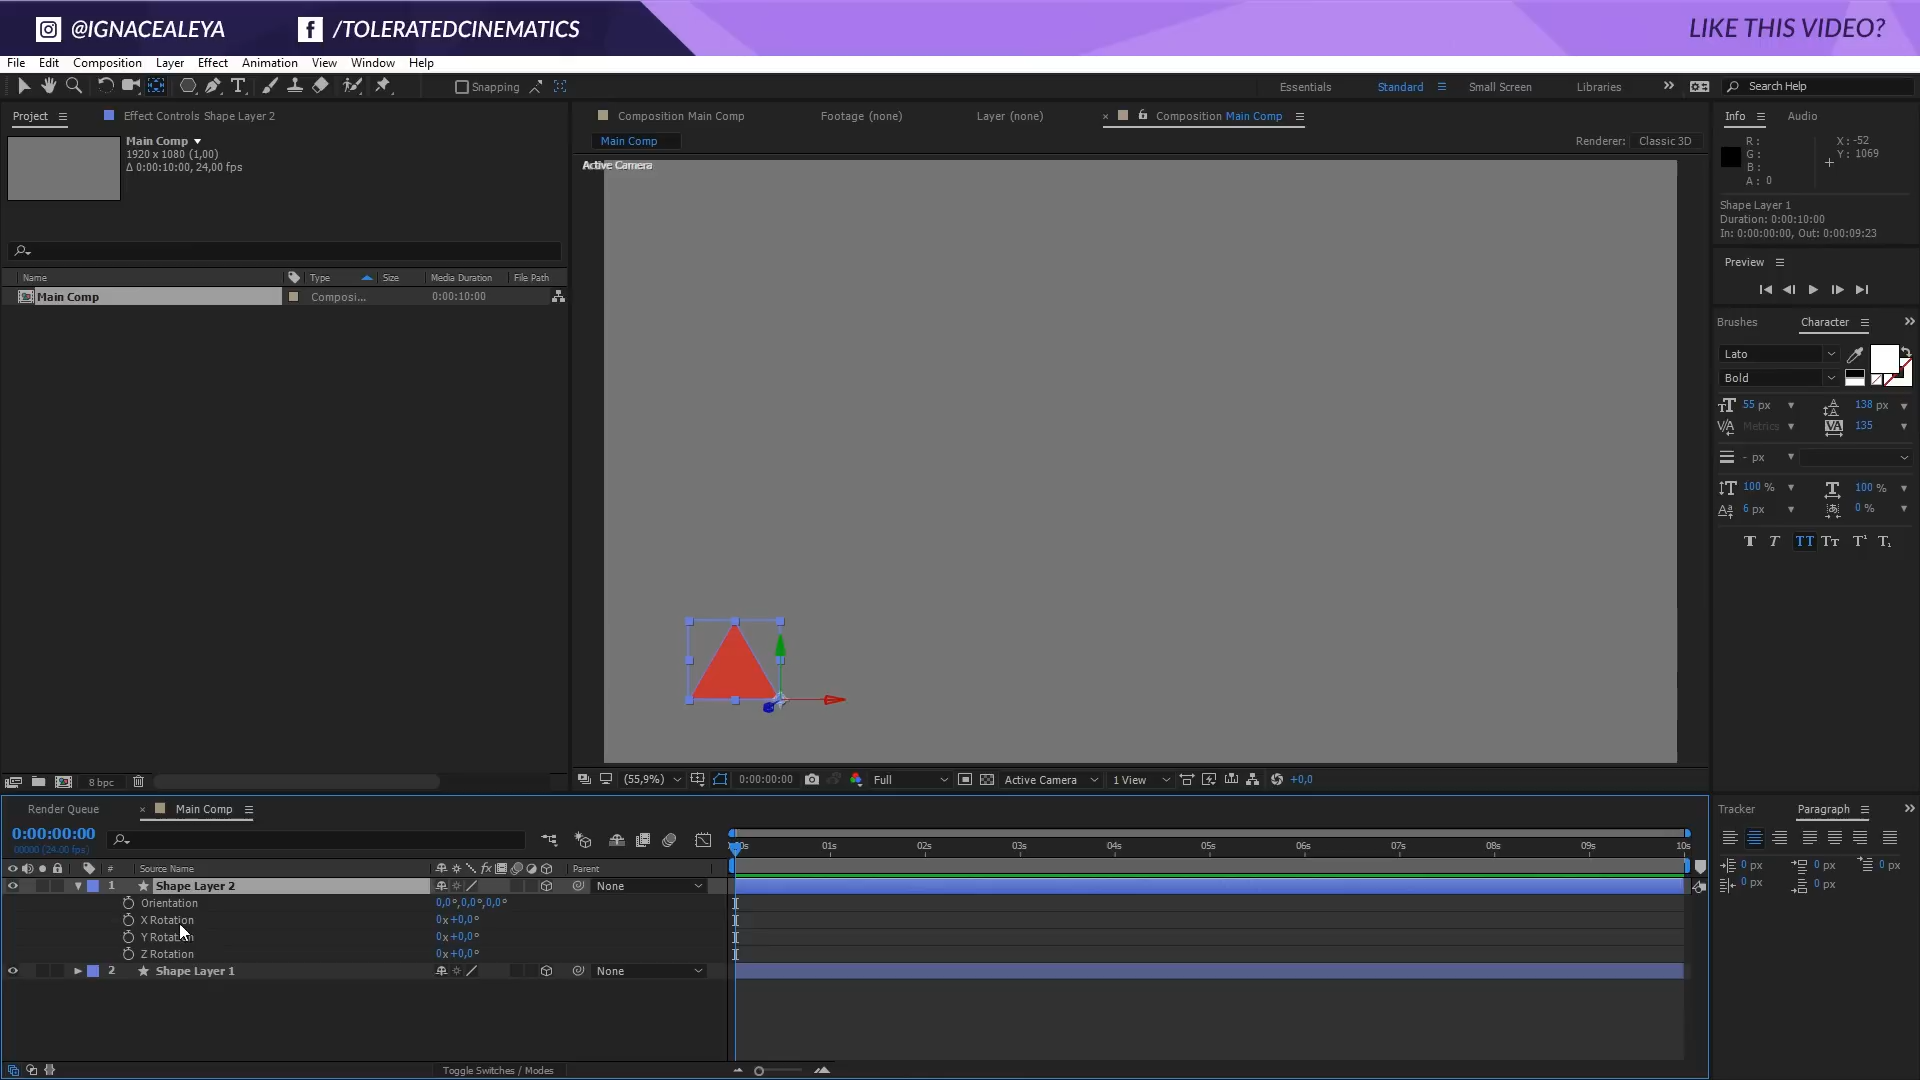 @IGNACEALEYA
/TOLERATEDCINEMATICS
LIKE THIS VIDEO?
File Edit Composition Layer Effect Animation View Window Help
Snapping
Essentials Standard Small Screen Libraries Search Help
Project Effect Controls Shape Layer 2
Main Comp
1920 x 1080 (1,00)
Δ 0:00:10:00, 24,00 fps
Name Type Size Media Duration File Path
Main Comp Composi... 0:00:10:00
8 bpc
Composition Main Comp Footage (none) Layer (none) × Composition Main Comp
Main Comp
Renderer: Classic 3D
Active Camera
(55,9%) 0:00:00:00 Full Active Camera 1 View +0,0
Info Audio
R: X: -52
G: Y: 1069
B:
A: 0
Shape Layer 1
Duration: 0:00:10:00
In: 0:00:00:00, Out: 0:00:09:23
Preview
Brushes Character
Lato
Bold
55 px 138 px
Metrics 135
- px
100 % 100 %
6 px 0 %
Render Queue × Main Comp
0:00:00:00
00000 (24.00 fps)
# Source Name Parent
1 Shape Layer 2 None
Orientation 0,0°,0,0°,0,0°
X Rotation 0x+0,0°
Y Rotation 0x+0,0°
Z Rotation 0x+0,0°
2 Shape Layer 1 None
01s 02s 03s 04s 05s 06s 07s 08s 09s 10s
Toggle Switches / Modes
Tracker Paragraph
0 px 0 px 0 px
0 px 0 px